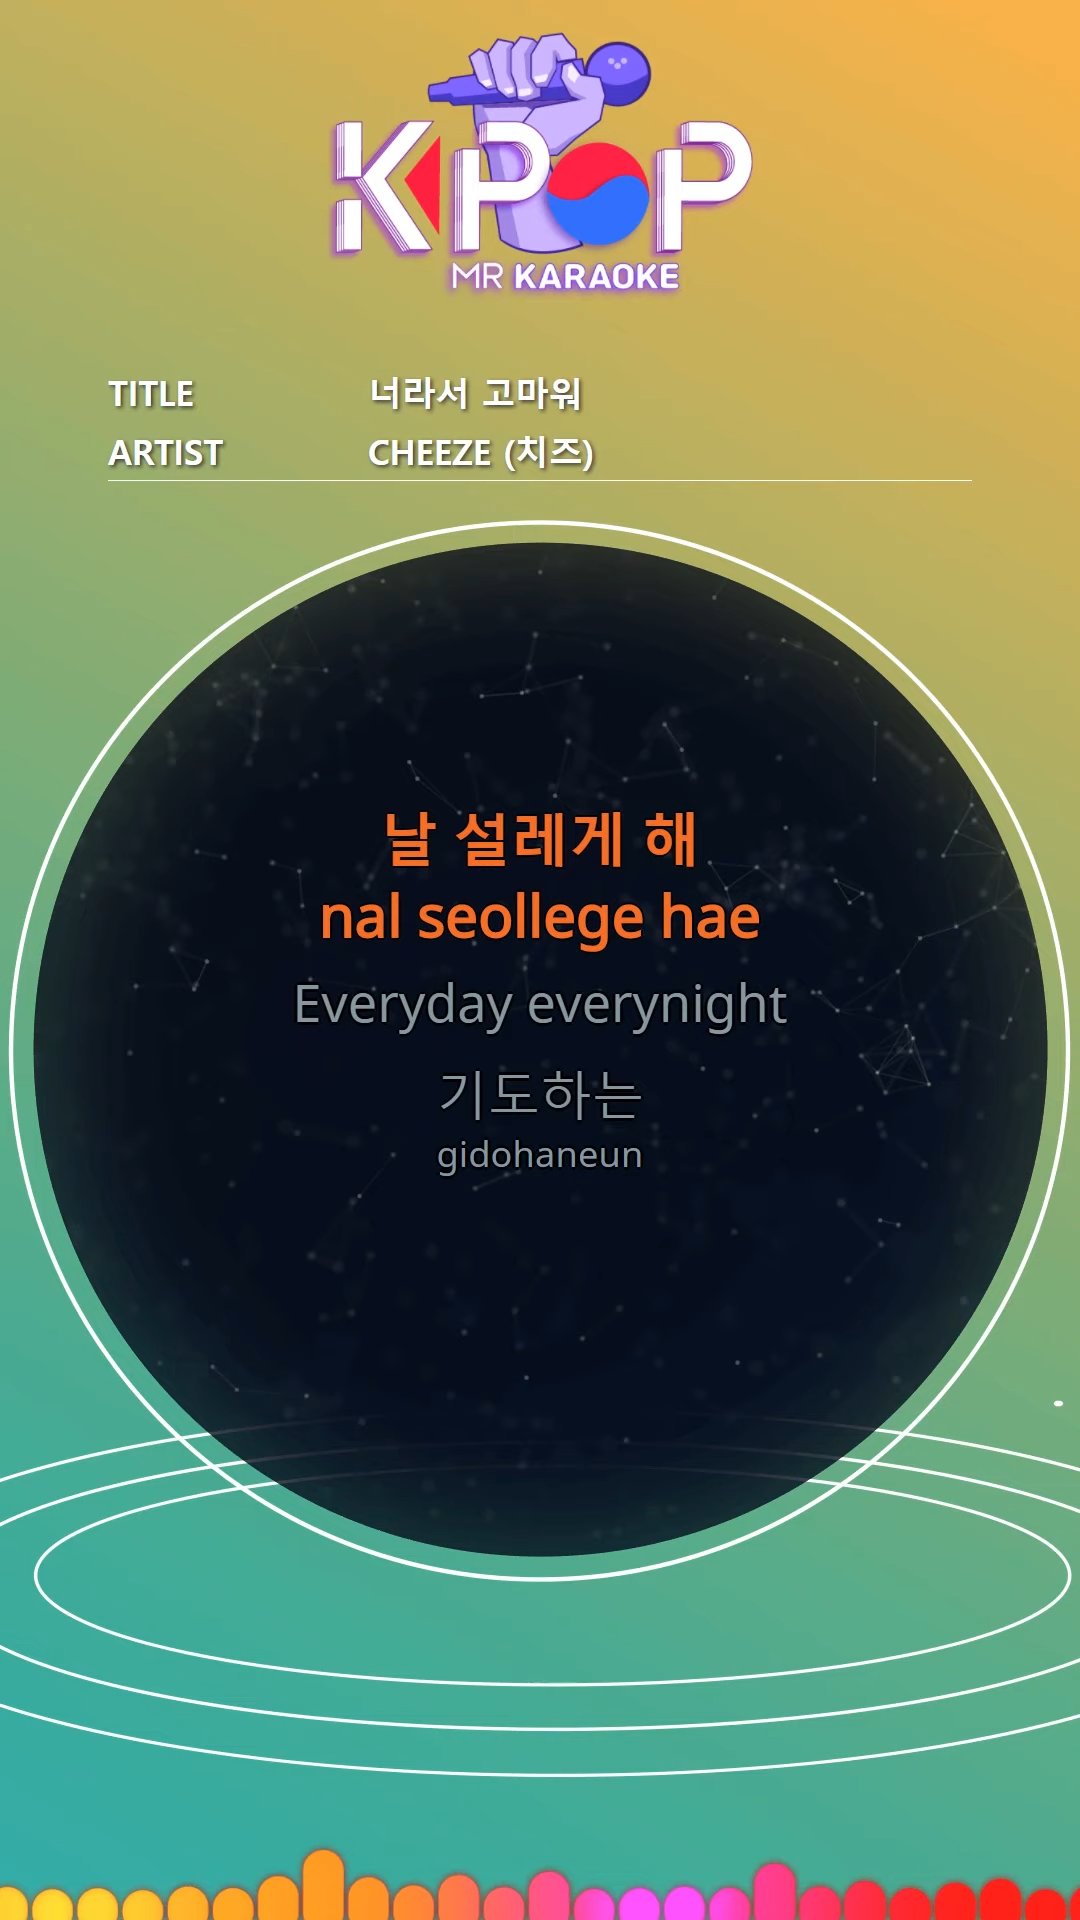 KPOP
MR KARAOKE
TITLE 너라서 고마워
ARTIST CHEEZE (치즈)
날 설레게 해
nal seollege hae
Everyday everynight
기도하는
gidohaneun